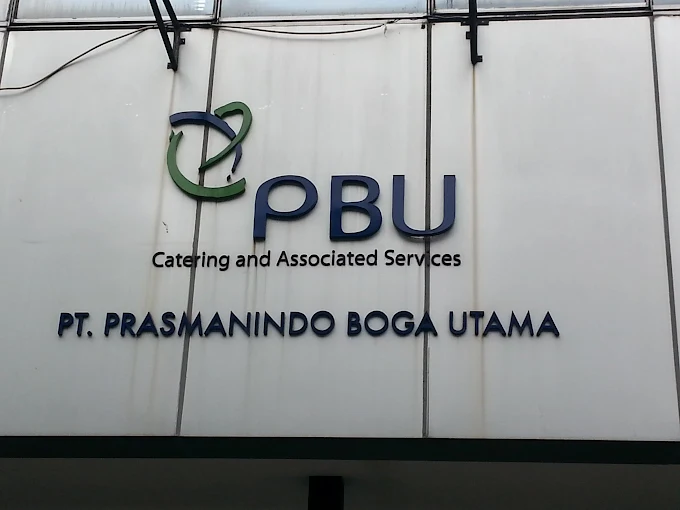 PBU
Catering and Associated Services
PT. PRASMANINDO BOGA UTAMA